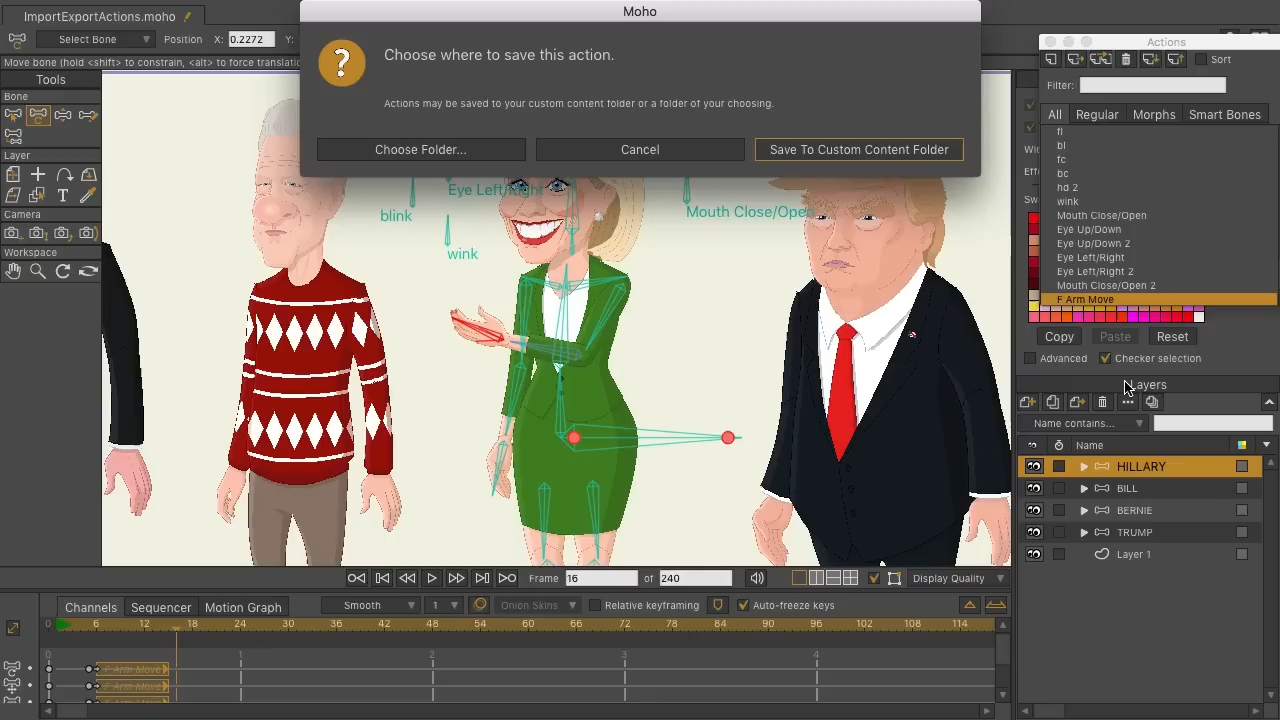 ImportExportActions.moho
Moho
Choose where to save this action.
Actions may be saved to your custom content folder or a folder of your choosing.
Choose Folder...
Cancel
Save To Custom Content Folder
Select Bone
Position
X:
0.2272
Y:
Move bone (hold <shift> to constrain, <alt> to force translatio
Tools
Bone
Layer
T
Camera
Workspace
Eye Left/Right
blink
wink
Mouth Close/Open
Actions
Sort
Filter:
All
Regular
Morphs
Smart Bones
fl
bl
fc
bc
hd 2
wink
Mouth Close/Open
Eye Up/Down
Eye Up/Down 2
Eye Left/Right
Eye Left/Right 2
Mouth Close/Open 2
F Arm Move
Copy
Paste
Reset
Advanced
Checker selection
Layers
Name contains...
Name
HILLARY
BILL
BERNIE
TRUMP
Layer 1
Frame
16
of
240
Display Quality
Channels
Sequencer
Motion Graph
Smooth
1
Onion Skins
Relative keyframing
Auto-freeze keys
0 6 12 18 24 30 36 42 48 54 60 66 72 78 84 90 96 102 108 114
0 1 2 3 4
F Arm Move
F Arm Move